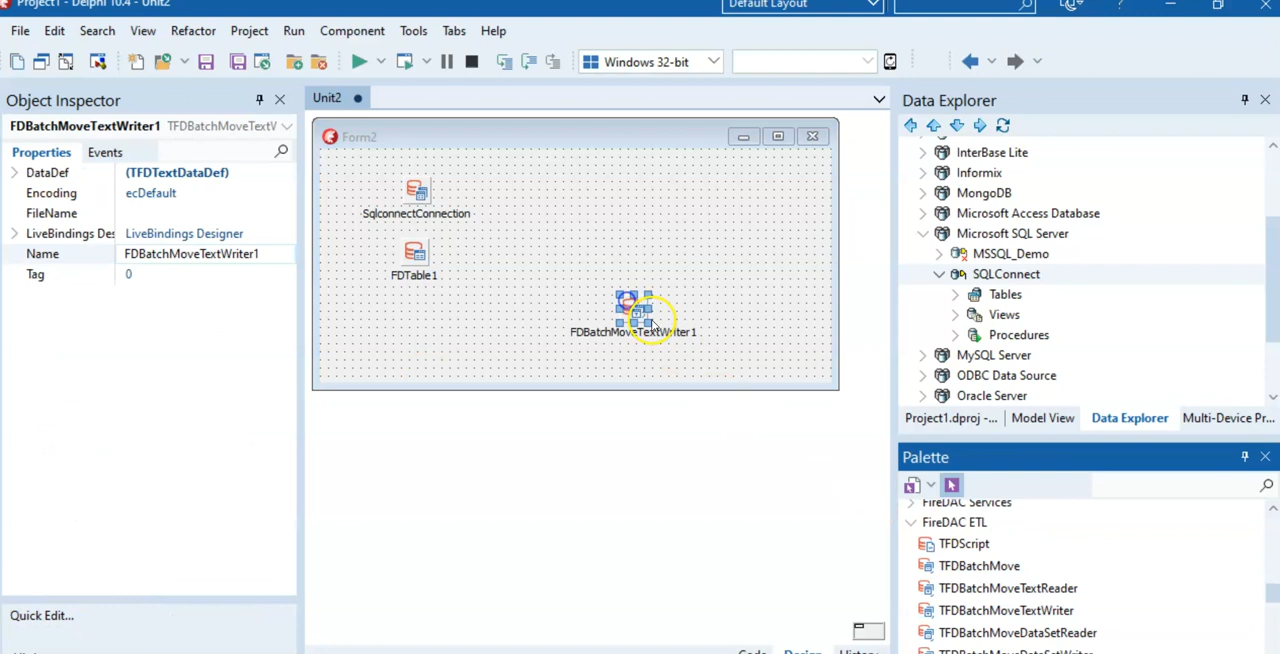 Project1 - Delphi 10.4 - Unit2
Default Layout
?
File Edit Search View Refactor Project Run Component Tools Tabs Help
Windows 32-bit
Object Inspector
FDBatchMoveTextWriter1 TFDBatchMoveTextV
Properties Events
DataDef (TFDTextDataDef)
Encoding ecDefault
FileName
LiveBindings Des LiveBindings Designer
Name FDBatchMoveTextWriter1
Tag 0
Quick Edit...
Unit2
Form2
SqlconnectConnection
FDTable1
FDBatchMoveTextWriter1
Code Design History
Data Explorer
InterBase Lite
Informix
MongoDB
Microsoft Access Database
Microsoft SQL Server
MSSQL_Demo
SQLConnect
Tables
Views
Procedures
MySQL Server
ODBC Data Source
Oracle Server
Project1.dproj -... Model View Data Explorer Multi-Device Pr...
Palette
FireDAC Services
FireDAC ETL
TFDScript
TFDBatchMove
TFDBatchMoveTextReader
TFDBatchMoveTextWriter
TFDBatchMoveDataSetReader
TFDBatchMoveDataSetWriter